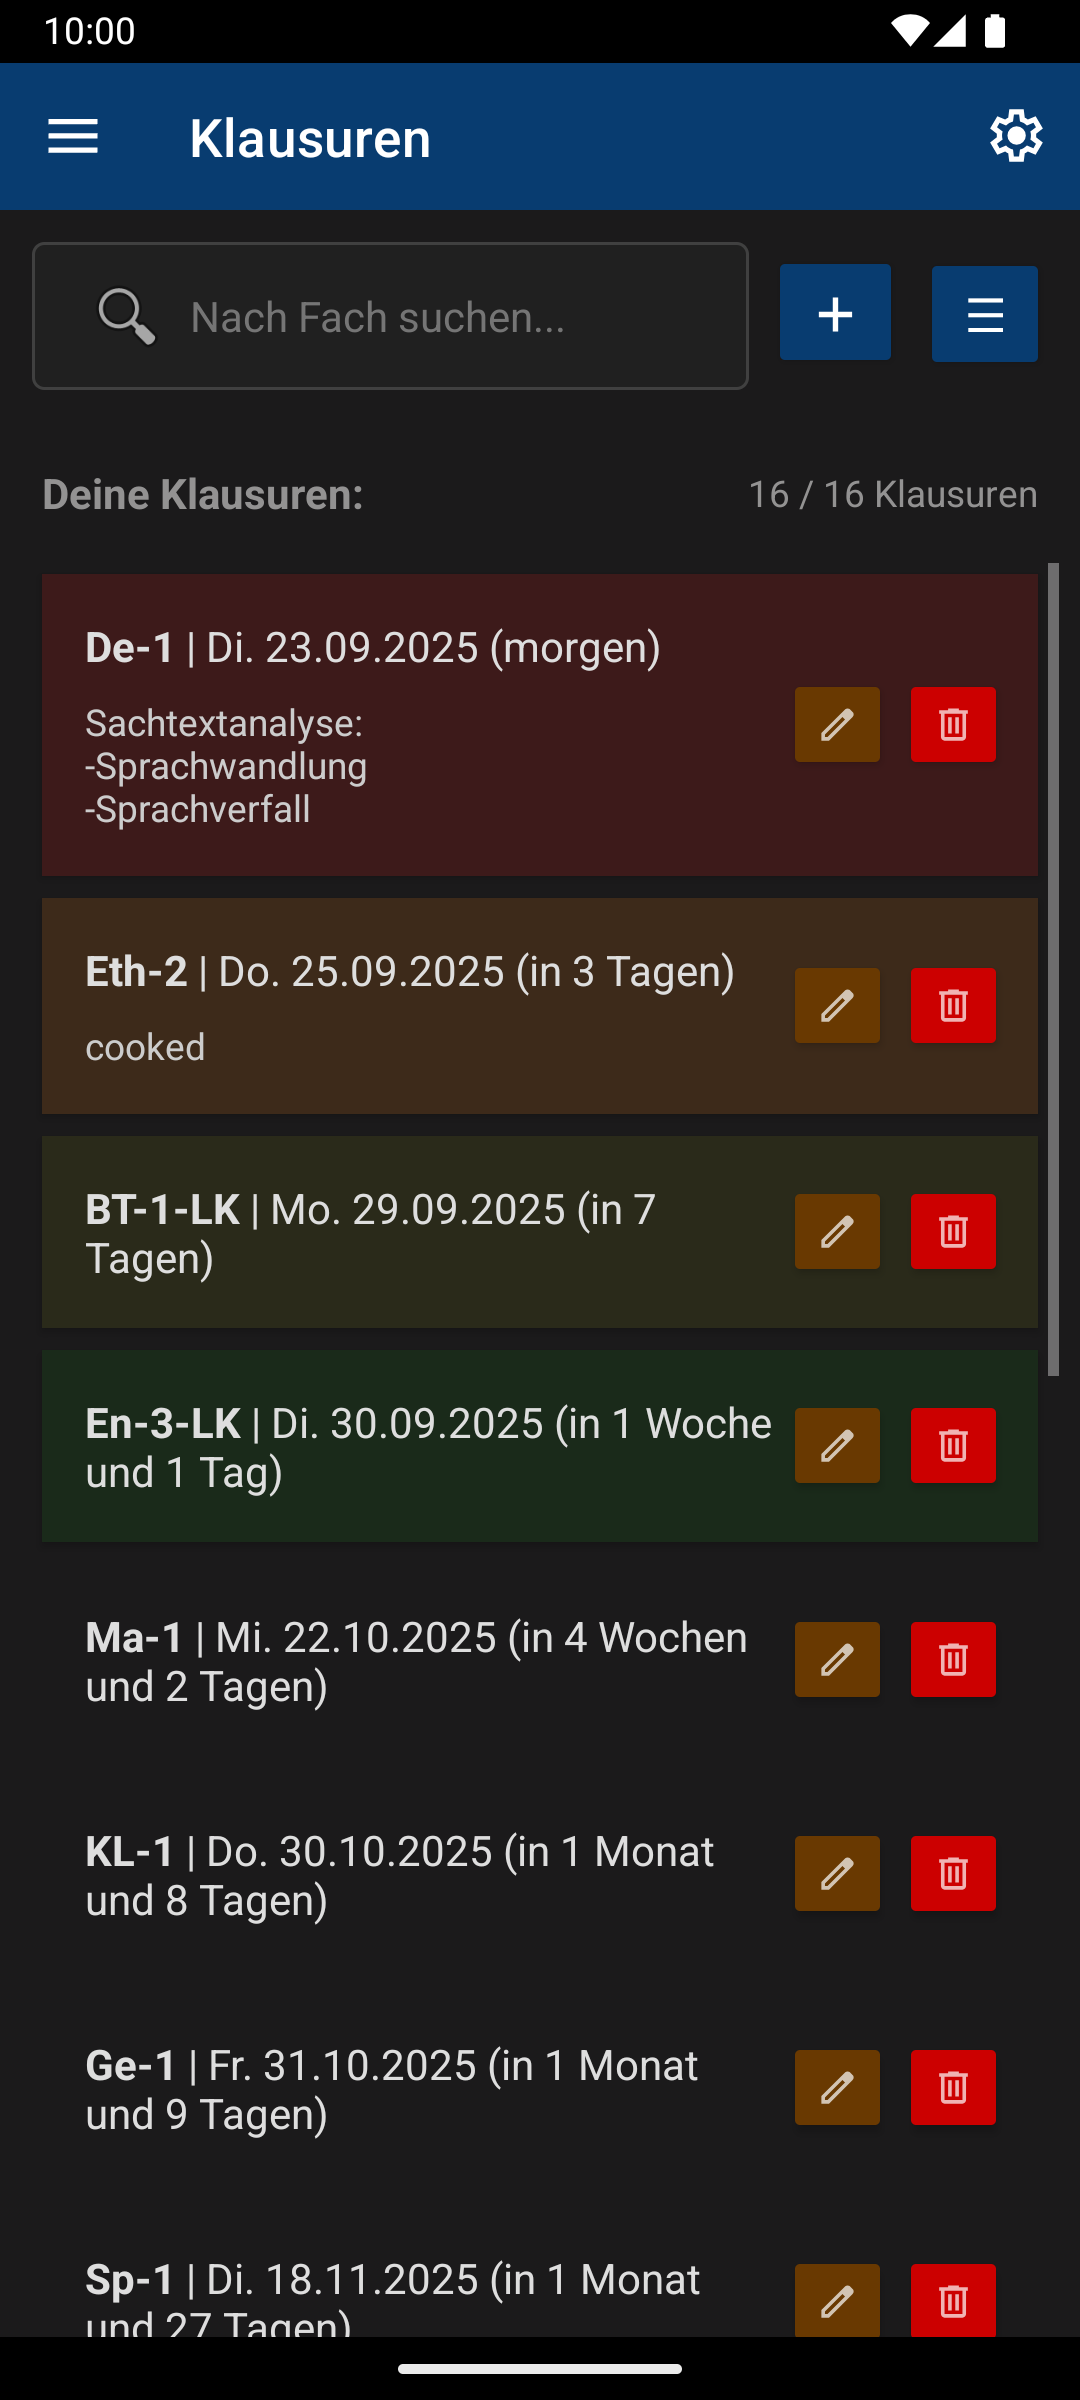 10:00
Klausuren
Nach Fach suchen...
Deine Klausuren:
16 / 16 Klausuren
De-1 | Di. 23.09.2025 (morgen)
Sachtextanalyse:
-Sprachwandlung
-Sprachverfall
Eth-2 | Do. 25.09.2025 (in 3 Tagen)
cooked
BT-1-LK | Mo. 29.09.2025 (in 7
Tagen)
En-3-LK | Di. 30.09.2025 (in 1 Woche
und 1 Tag)
Ma-1 | Mi. 22.10.2025 (in 4 Wochen
und 2 Tagen)
KL-1 | Do. 30.10.2025 (in 1 Monat
und 8 Tagen)
Ge-1 | Fr. 31.10.2025 (in 1 Monat
und 9 Tagen)
Sp-1 | Di. 18.11.2025 (in 1 Monat
und 27 Tagen)